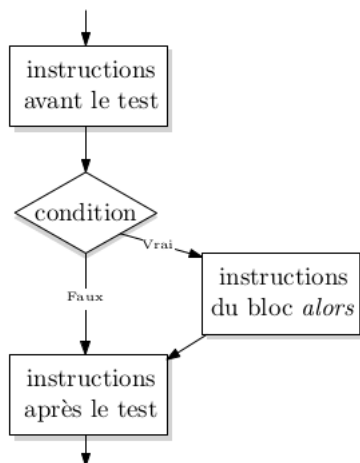 instructions
avant le test
condition
Vrai
Faux
instructions
du bloc alors
instructions
après le test